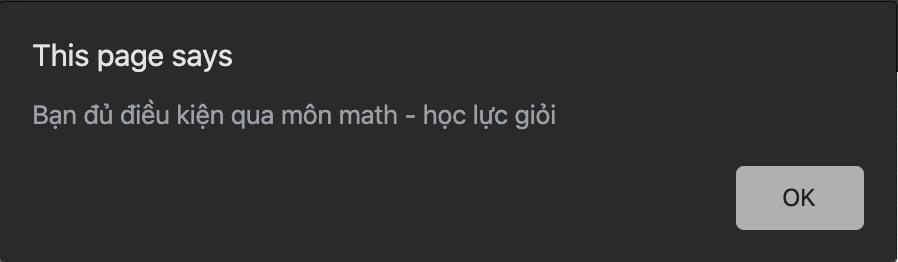 This page says
Bạn đủ điều kiện qua môn math - học lực giỏi
OK